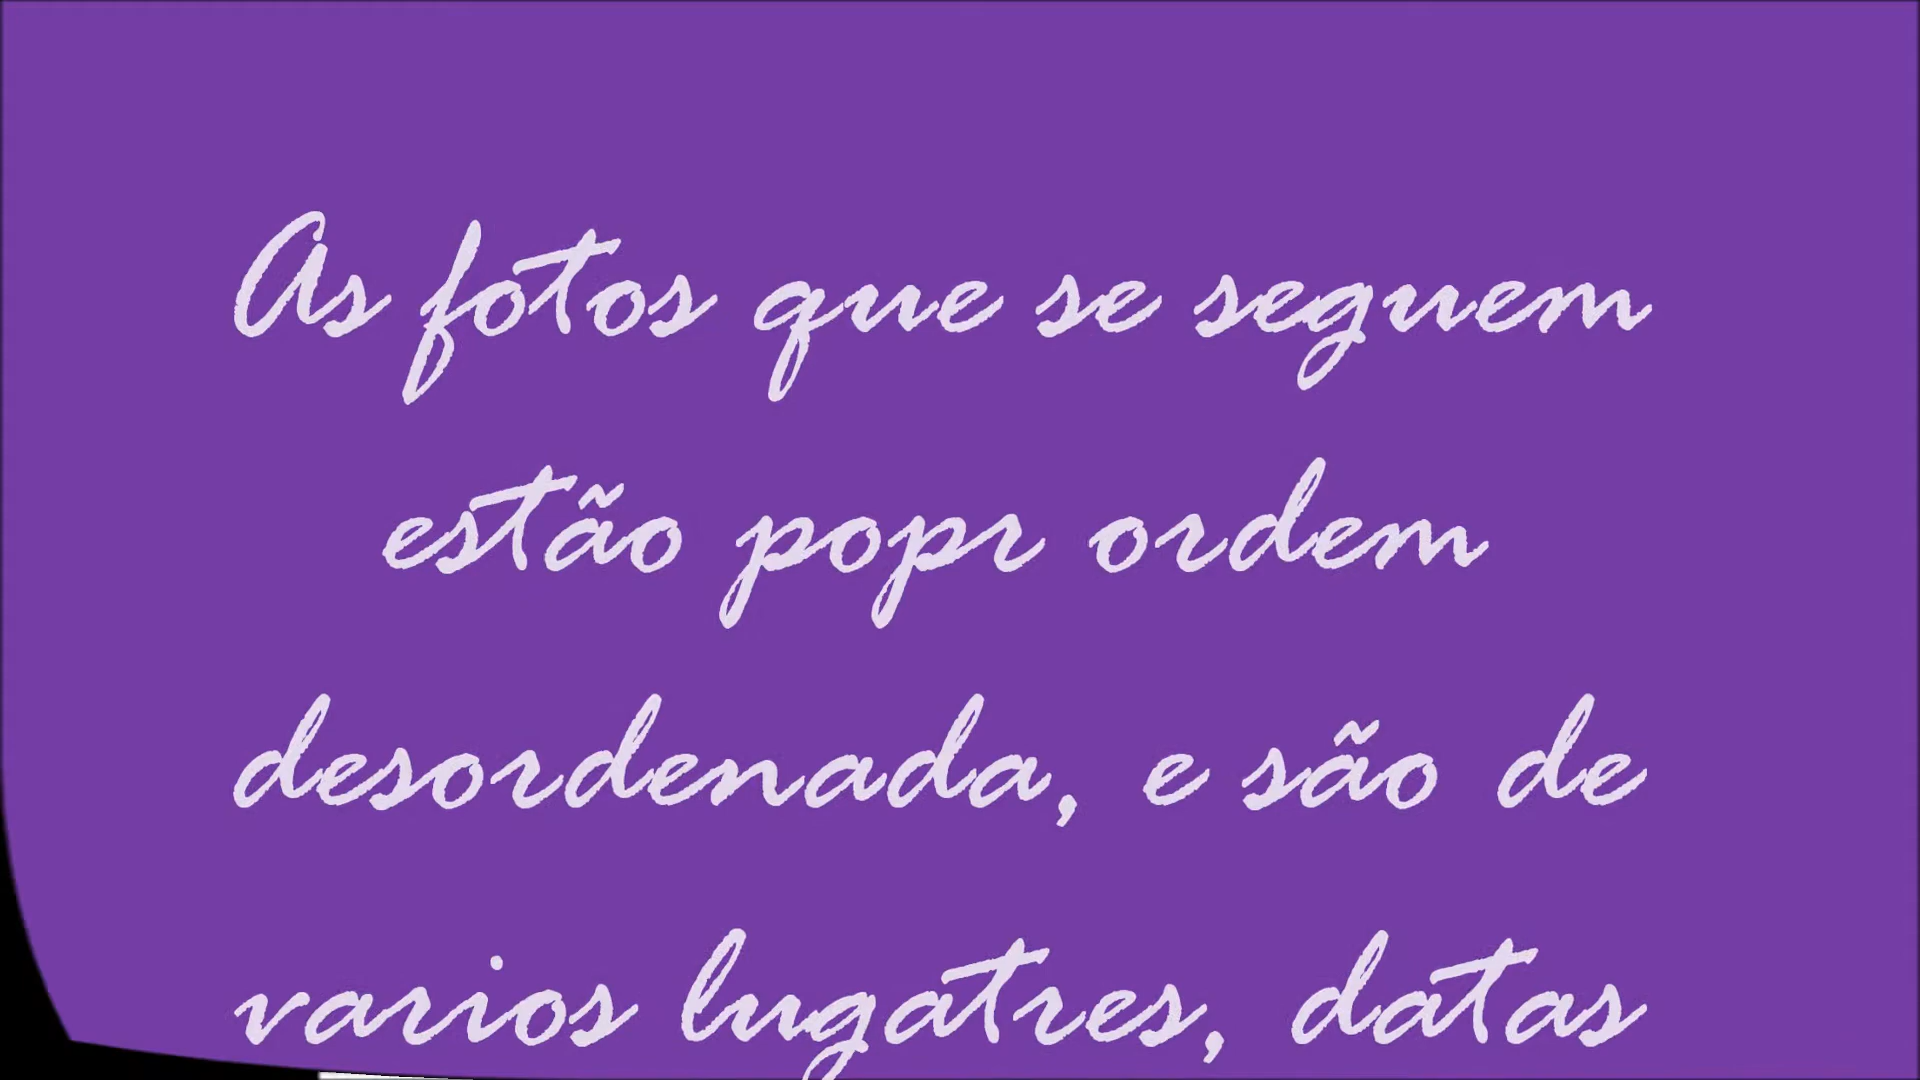 As fotos que se seguem
estão popr ordem
desordenada, e são de
varios lugatres, datas